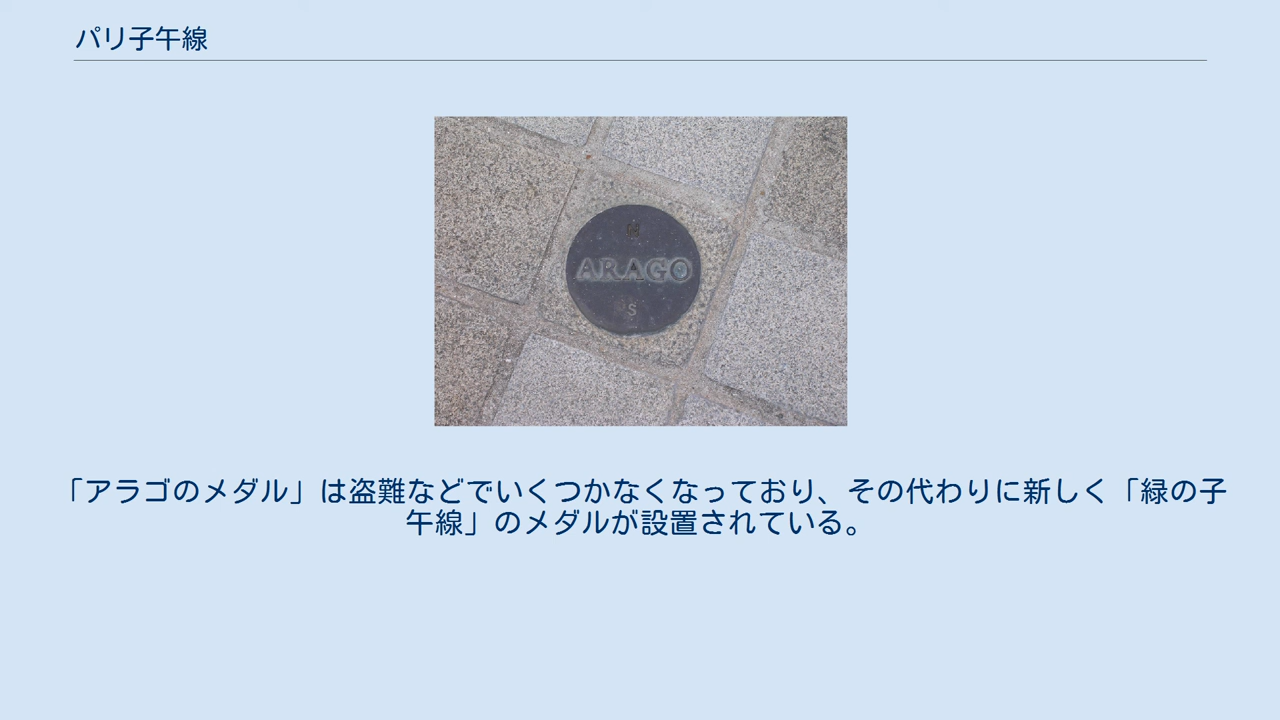 パリ子午線
N
ARAGO
S
「アラゴのメダル」は盗難などでいくつかなくなっており、その代わりに新しく「緑の子
午線」のメダルが設置されている。